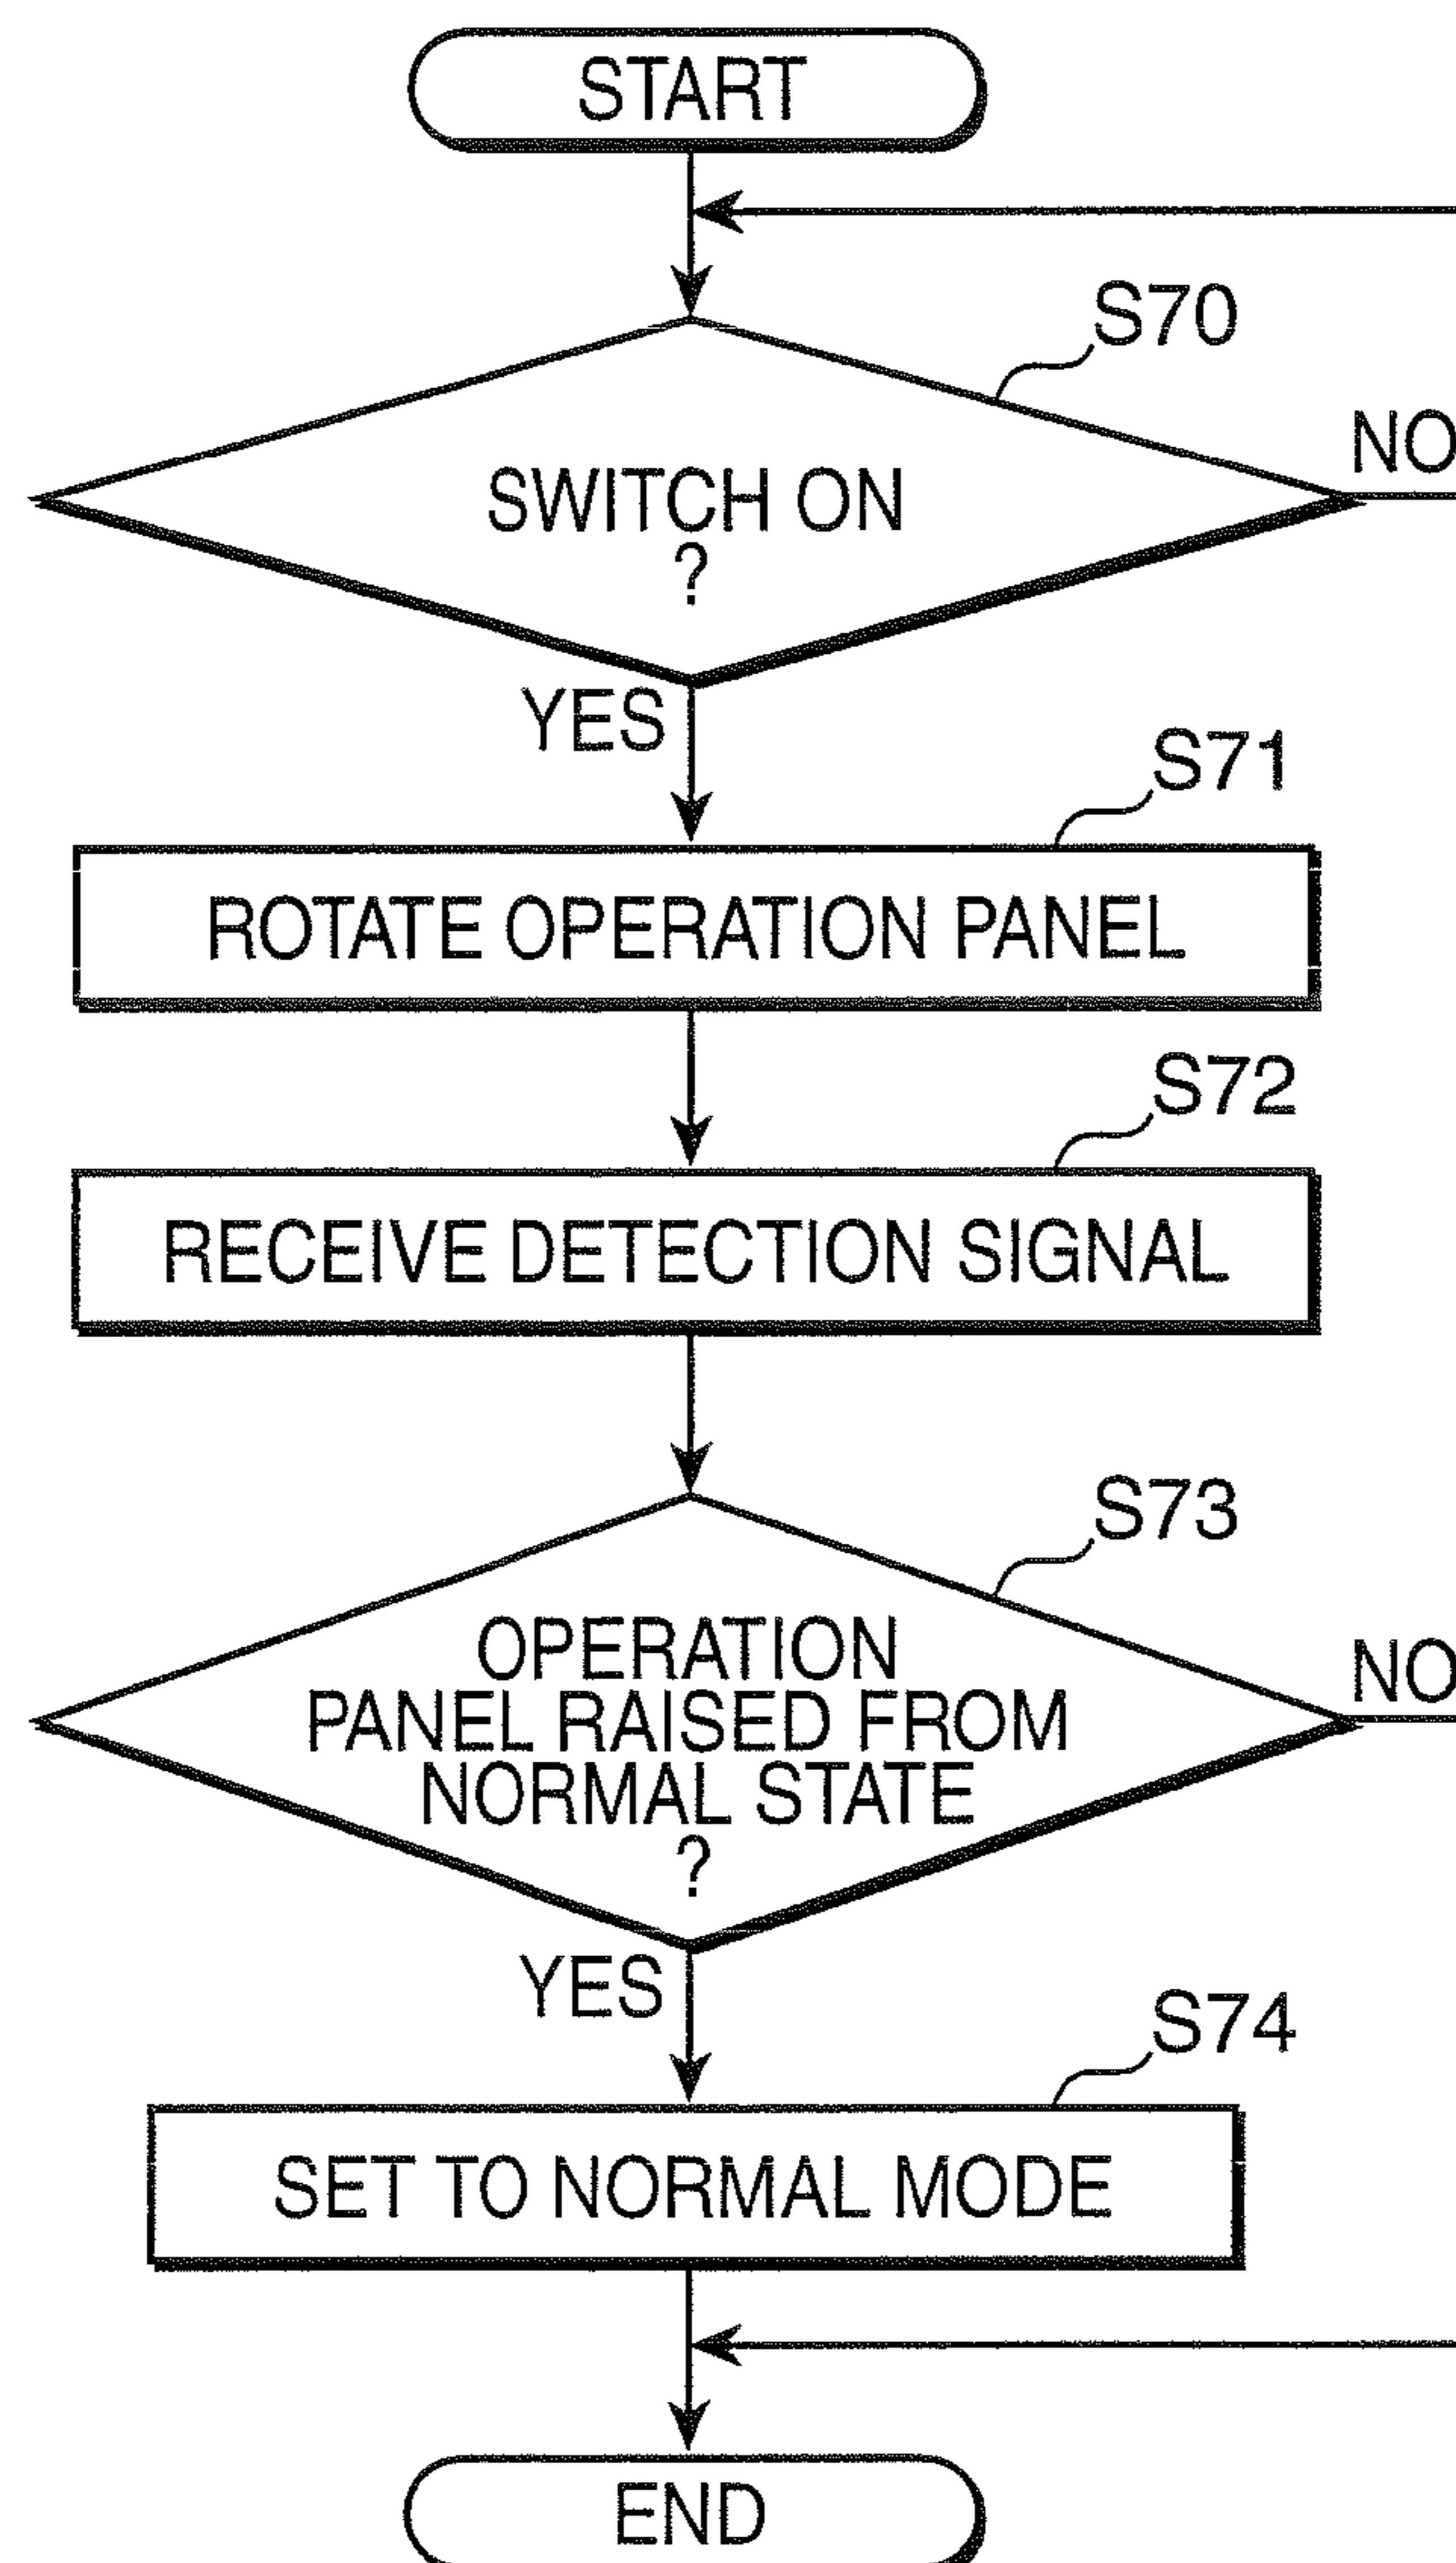 START
S70
NO
SWITCH ON
?
YES
S71
ROTATE OPERATION PANEL
S72
RECEIVE DETECTION SIGNAL
S73
NO
OPERATION
PANEL RAISED FROM
NORMAL STATE
?
YES
S74
SET TO NORMAL MODE
END